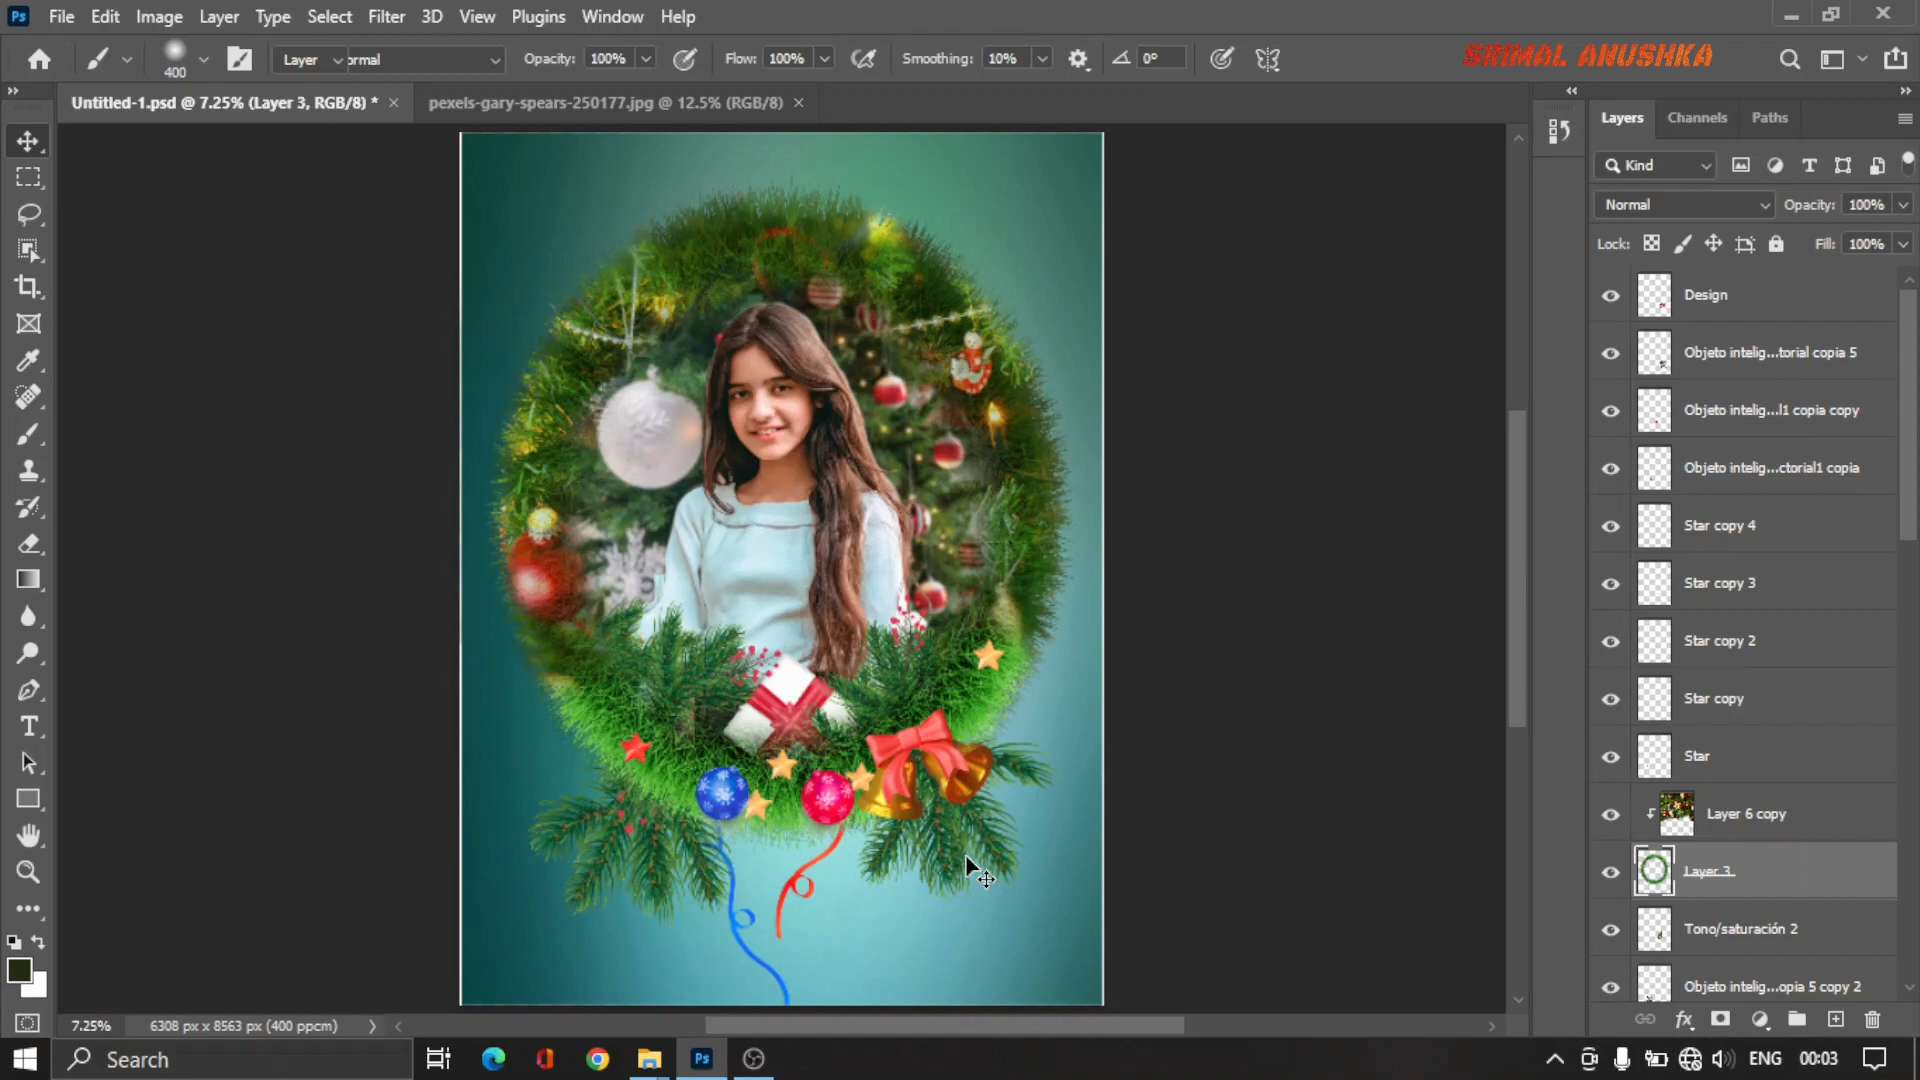 File Edit Image Layer Type Select Filter 3D View Plugins Window Help
400 Layer ormal Opacity: 100% Flow: 100% Smoothing: 10% 0° SRIMAL ANUSHKA
Untitled-1.psd @ 7.25% (Layer 3, RGB/8) * pexels-gary-spears-250177.jpg @ 12.5% (RGB/8)
Layers Channels Paths
Kind
Normal Opacity: 100%
Lock: Fill: 100%
Design
Objeto intelig...torial copia 5
Objeto intelig...l1 copia copy
Objeto intelig...ctorial1 copia
Star copy 4
Star copy 3
Star copy 2
Star copy
Star
Layer 6 copy
Layer 3
Tono/saturación 2
Objeto intelig...opia 5 copy 2
7.25% 6308 px x 8563 px (400 ppcm)
fx
Search Ps ENG 00:03